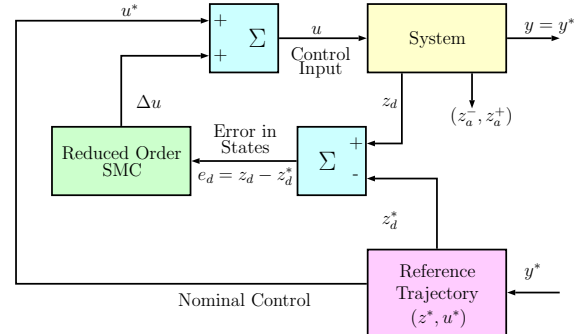 u*
+
+
Σ
u
Control
Input
System
y = y*
z_d
(z_a^-, z_a^+)
Δu
Error in
States
e_d = z_d − z_d^*
Reduced Order
SMC
Σ
+
-
z_d^*
Reference
Trajectory
(z*, u*)
y*
Nominal Control